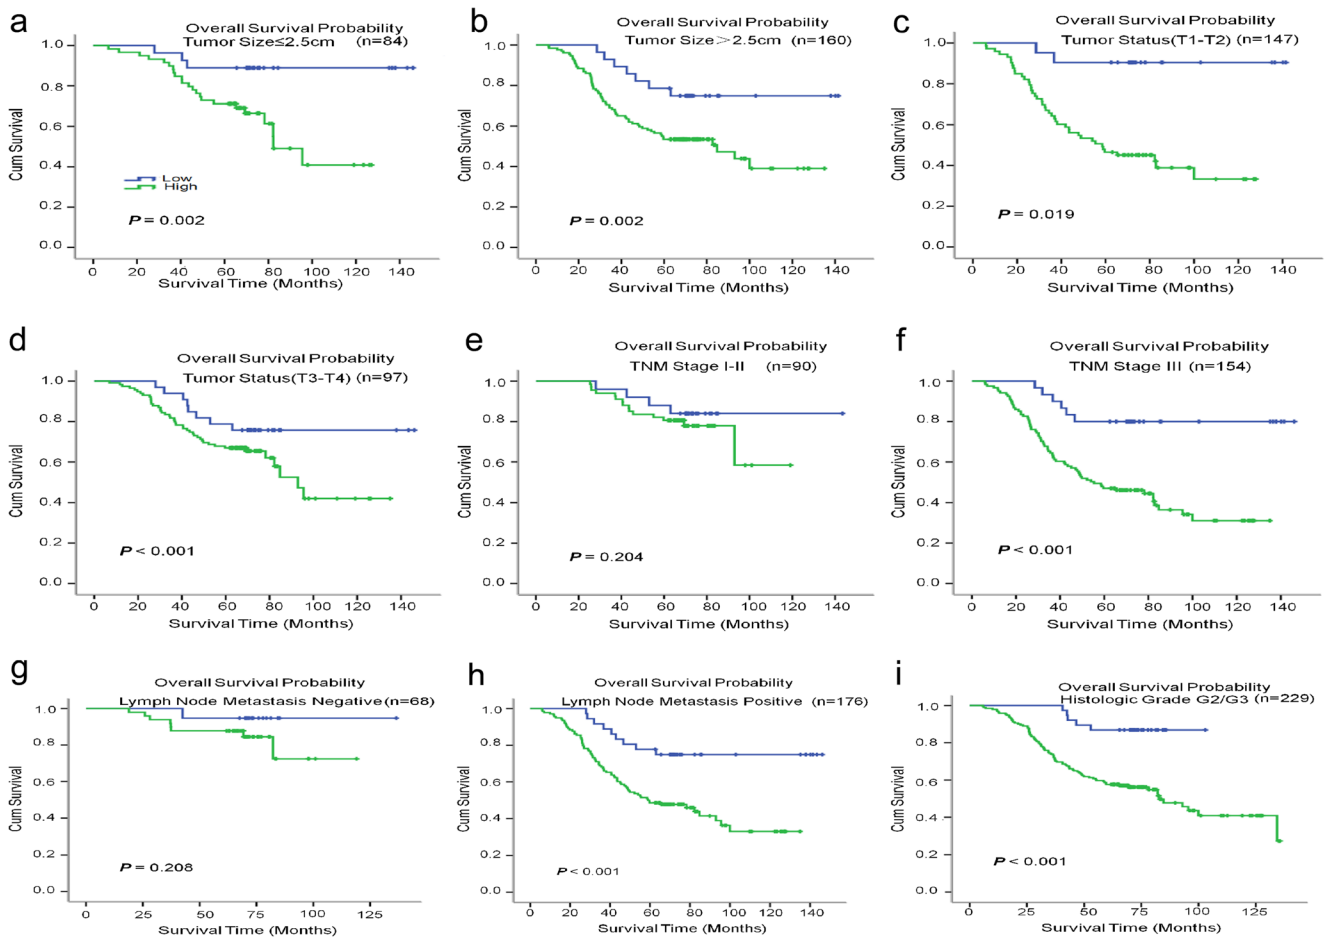 a
Overall Survival Probability
Tumor Size≤2.5cm (n=84)
Cum Survival
1.0
0.8
0.6
0.4
0.2
0.0
Low
High
P = 0.002
0 20 40 60 80 100 120 140
Survival Time (Months)
b
Overall Survival Probability
Tumor Size＞2.5cm (n=160)
Cum Survival
1.0
0.8
0.6
0.4
0.2
0.0
P = 0.002
0 20 40 60 80 100 120 140
Survival Time (Months)
c
Overall Survival Probability
Tumor Status(T1-T2) (n=147)
Cum Survival
1.0
0.8
0.6
0.4
0.2
0.0
P = 0.019
0 20 40 60 80 100 120 140
Survival Time (Months)
d
Overall Survival Probability
Tumor Status(T3-T4) (n=97)
Cum Survival
1.0
0.8
0.6
0.4
0.2
0.0
P < 0.001
0 20 40 60 80 100 120 140
Survival Time (Months)
e
Overall Survival Probability
TNM Stage I-II (n=90)
Cum Survival
1.0
0.8
0.6
0.4
0.2
0.0
P = 0.204
0 20 40 60 80 100 120 140
Survival Time (Months)
f
Overall Survival Probability
TNM Stage III (n=154)
Cum Survival
1.0
0.8
0.6
0.4
0.2
0.0
P < 0.001
0 20 40 60 80 100 120 140
Survival Time (Months)
g
Overall Survival Probability
Lymph Node Metastasis Negative (n=68)
Cum Survival
1.0
0.8
0.6
0.4
0.2
0.0
P = 0.208
0 25 50 75 100 125
Survival Time (Months)
h
Overall Survival Probability
Lymph Node Metastasis Positive (n=176)
Cum Survival
1.0
0.8
0.6
0.4
0.2
0.0
P < 0.001
0 20 40 60 80 100 120 140
Survival Time (Months)
i
Overall Survival Probability
Histologic Grade G2/G3 (n=229)
Cum Survival
1.0
0.8
0.6
0.4
0.2
0.0
P < 0.001
0 25 50 75 100 125
Survival Time (Months)